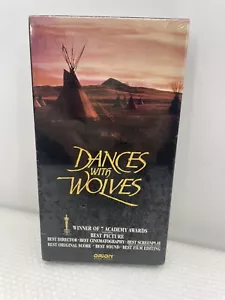 DANCES
WITH
WOLVES
WINNER OF 7 ACADEMY AWARDS
BEST PICTURE
BEST DIRECTOR • BEST CINEMATOGRAPHY • BEST SCREENPLAY
BEST ORIGINAL SCORE • BEST SOUND • BEST FILM EDITING
ORION